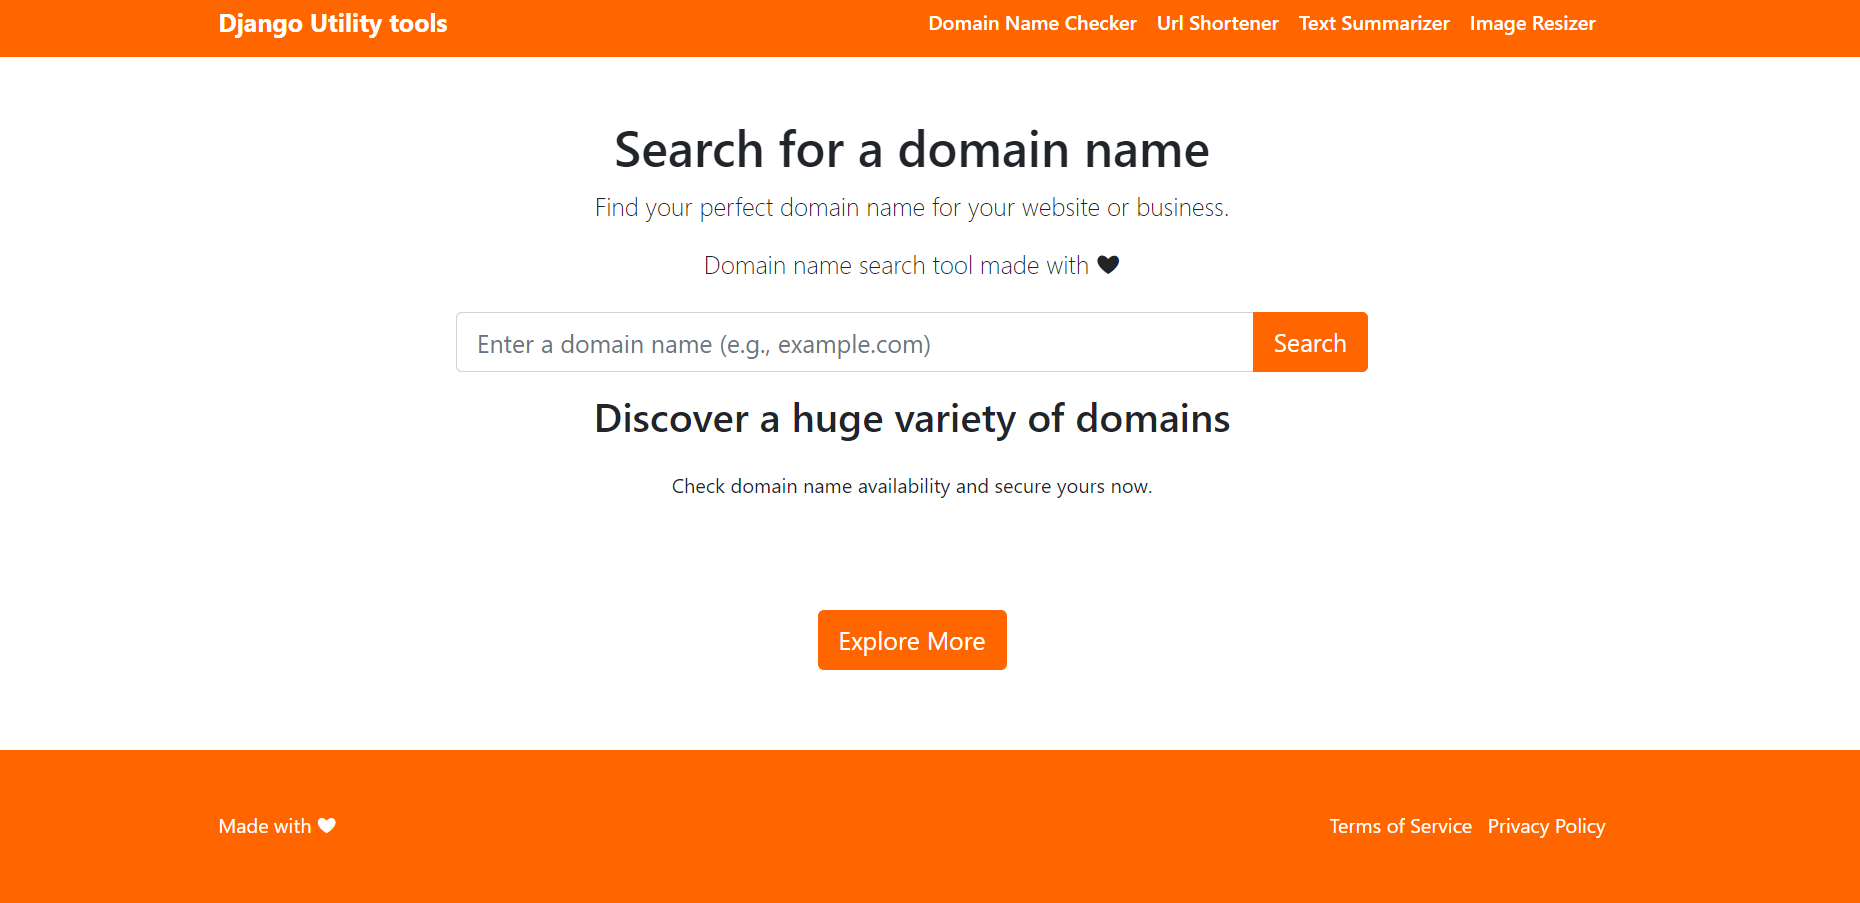 Django Utility tools
Domain Name Checker Url Shortener Text Summarizer Image Resizer
Search for a domain name
Find your perfect domain name for your website or business.
Domain name search tool made with ♥
Enter a domain name (e.g., example.com)
Search
Discover a huge variety of domains
Check domain name availability and secure yours now.
Explore More
Made with ♥
Terms of Service Privacy Policy